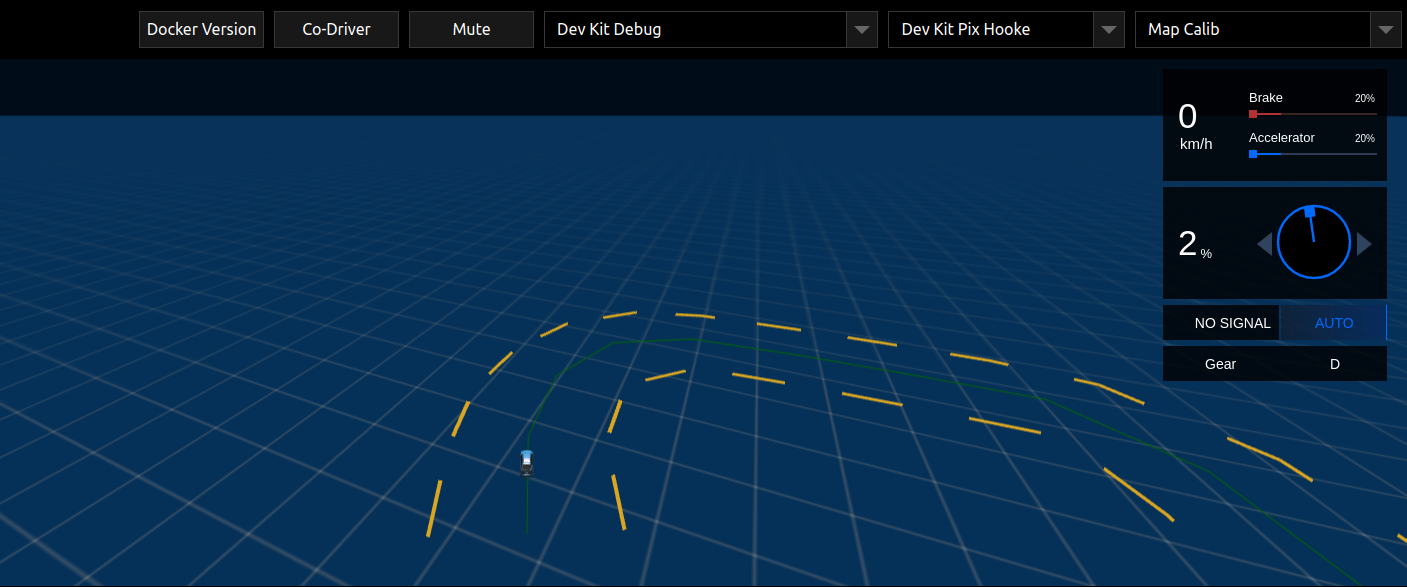 Docker Version Co-Driver Mute Dev Kit Debug Dev Kit Pix Hooke Map Calib
0
km/h
Brake 20%
Accelerator 20%
2 %
NO SIGNAL AUTO
Gear D